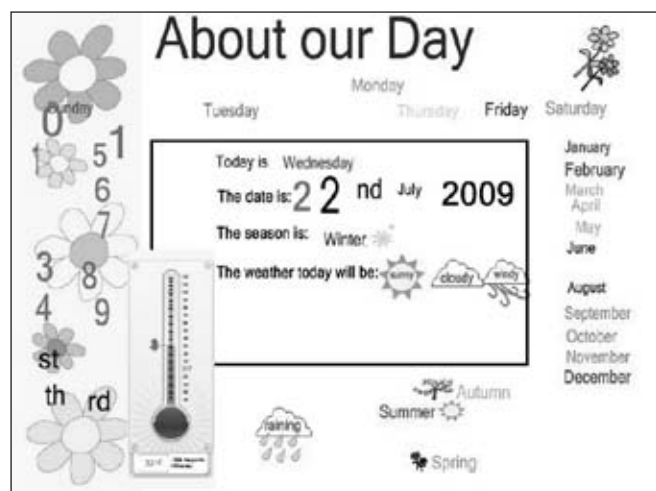 About our Day
Monday
Sunday
Tuesday Thursday Friday Saturday
0
1
1 5
6
7
3 8
4 9
st
th rd
Today is Wednesday
The date is: 22nd July 2009
The season is: Winter
The weather today will be: sunny cloudy windy
January
February
March
April
May
June
August
September
October
November
December
raining
Autumn
Summer
Spring